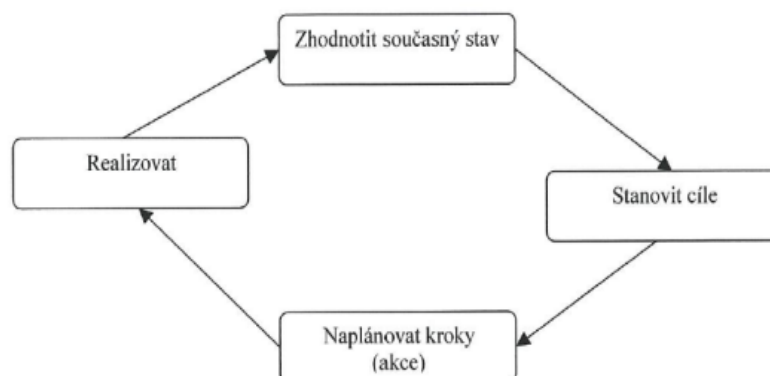 Zhodnotit současný stav
Realizovat
Stanovit cíle
Naplánovat kroky
(akce)